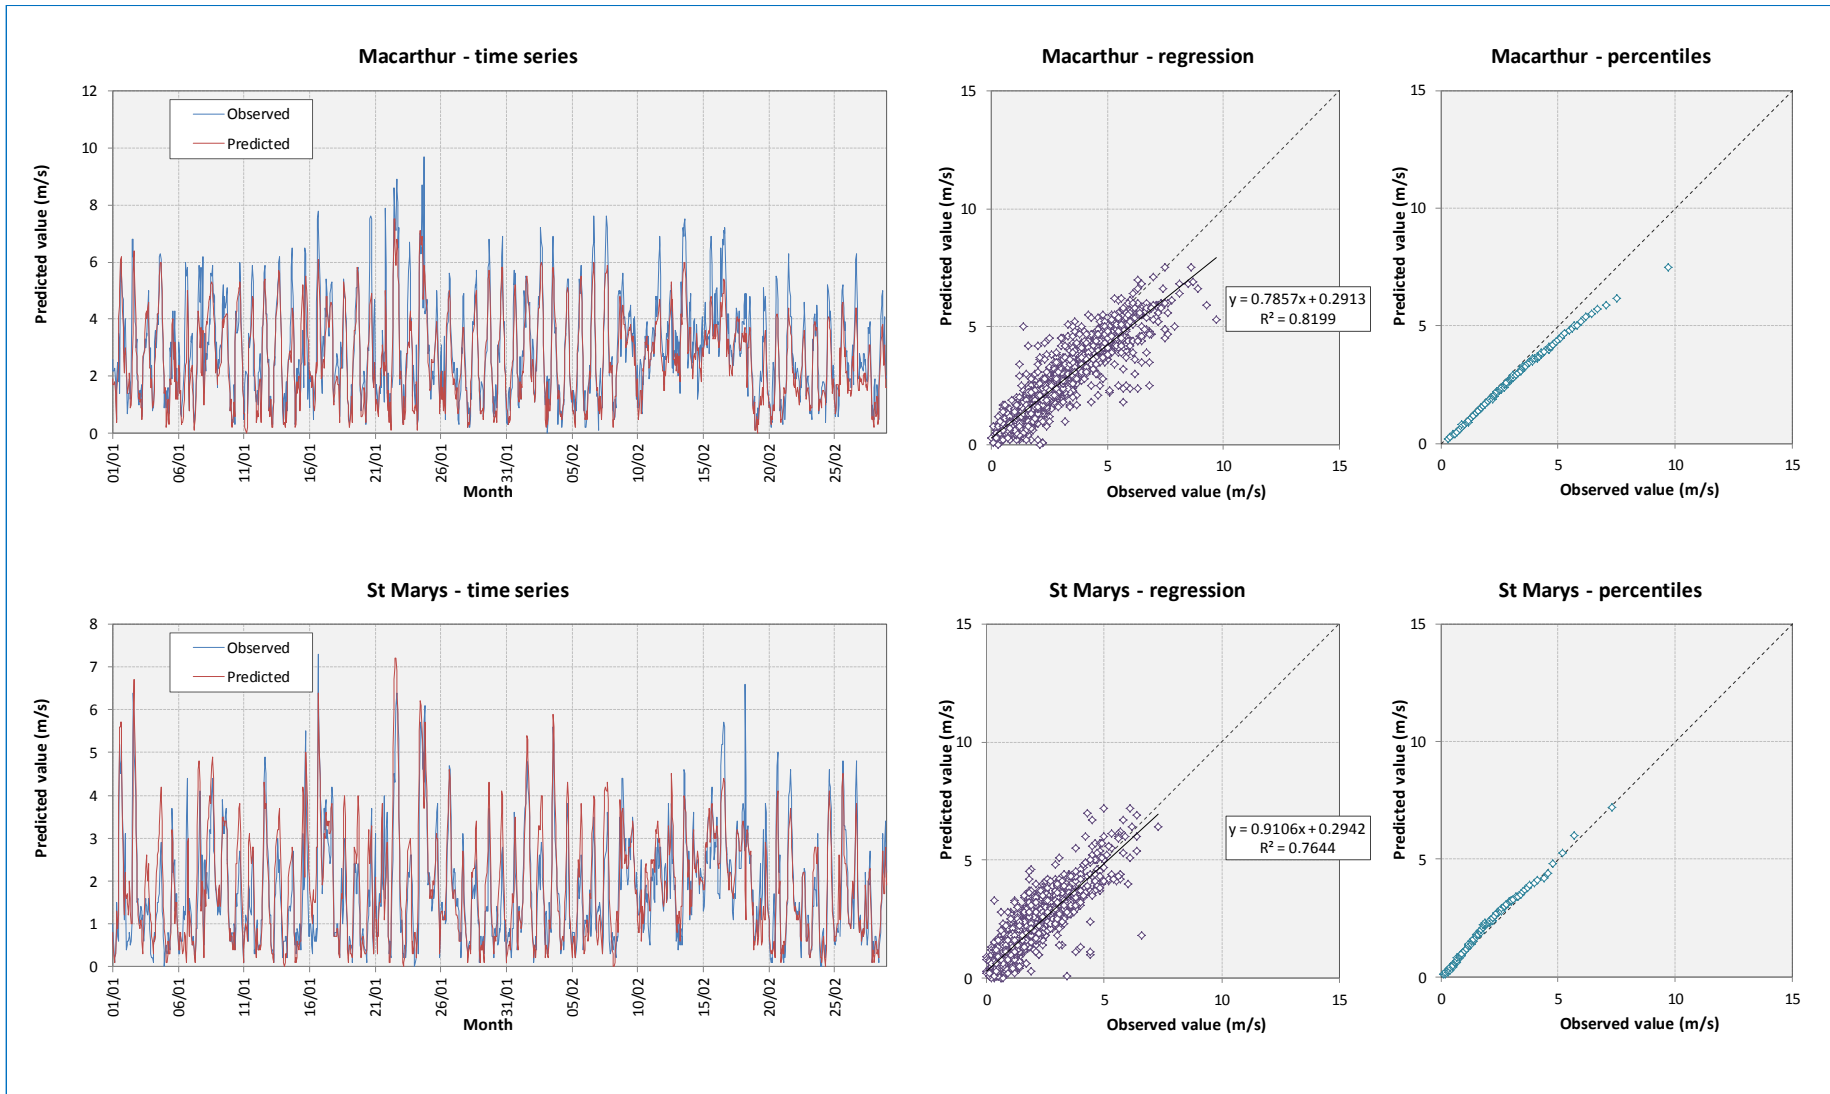 Macarthur - time series
Predicted value (m/s)
12
10
8
6
4
2
0
Observed
Predicted
01/01
06/01
11/01
16/01
21/01
26/01
31/01
05/02
10/02
15/02
20/02
25/02
Month
Macarthur - regression
Predicted value (m/s)
15
10
5
0
y = 0.7857x + 0.2913
R² = 0.8199
0
5
10
15
Observed value (m/s)
Macarthur - percentiles
Predicted value (m/s)
15
10
5
0
0
5
10
15
Observed value (m/s)
St Marys - time series
Predicted value (m/s)
8
7
6
5
4
3
2
1
0
Observed
Predicted
01/01
06/01
11/01
16/01
21/01
26/01
31/01
05/02
10/02
15/02
20/02
25/02
Month
St Marys - regression
Predicted value (m/s)
15
10
5
0
y = 0.9106x + 0.2942
R² = 0.7644
0
5
10
15
Observed value (m/s)
St Marys - percentiles
Predicted value (m/s)
15
10
5
0
0
5
10
15
Observed value (m/s)